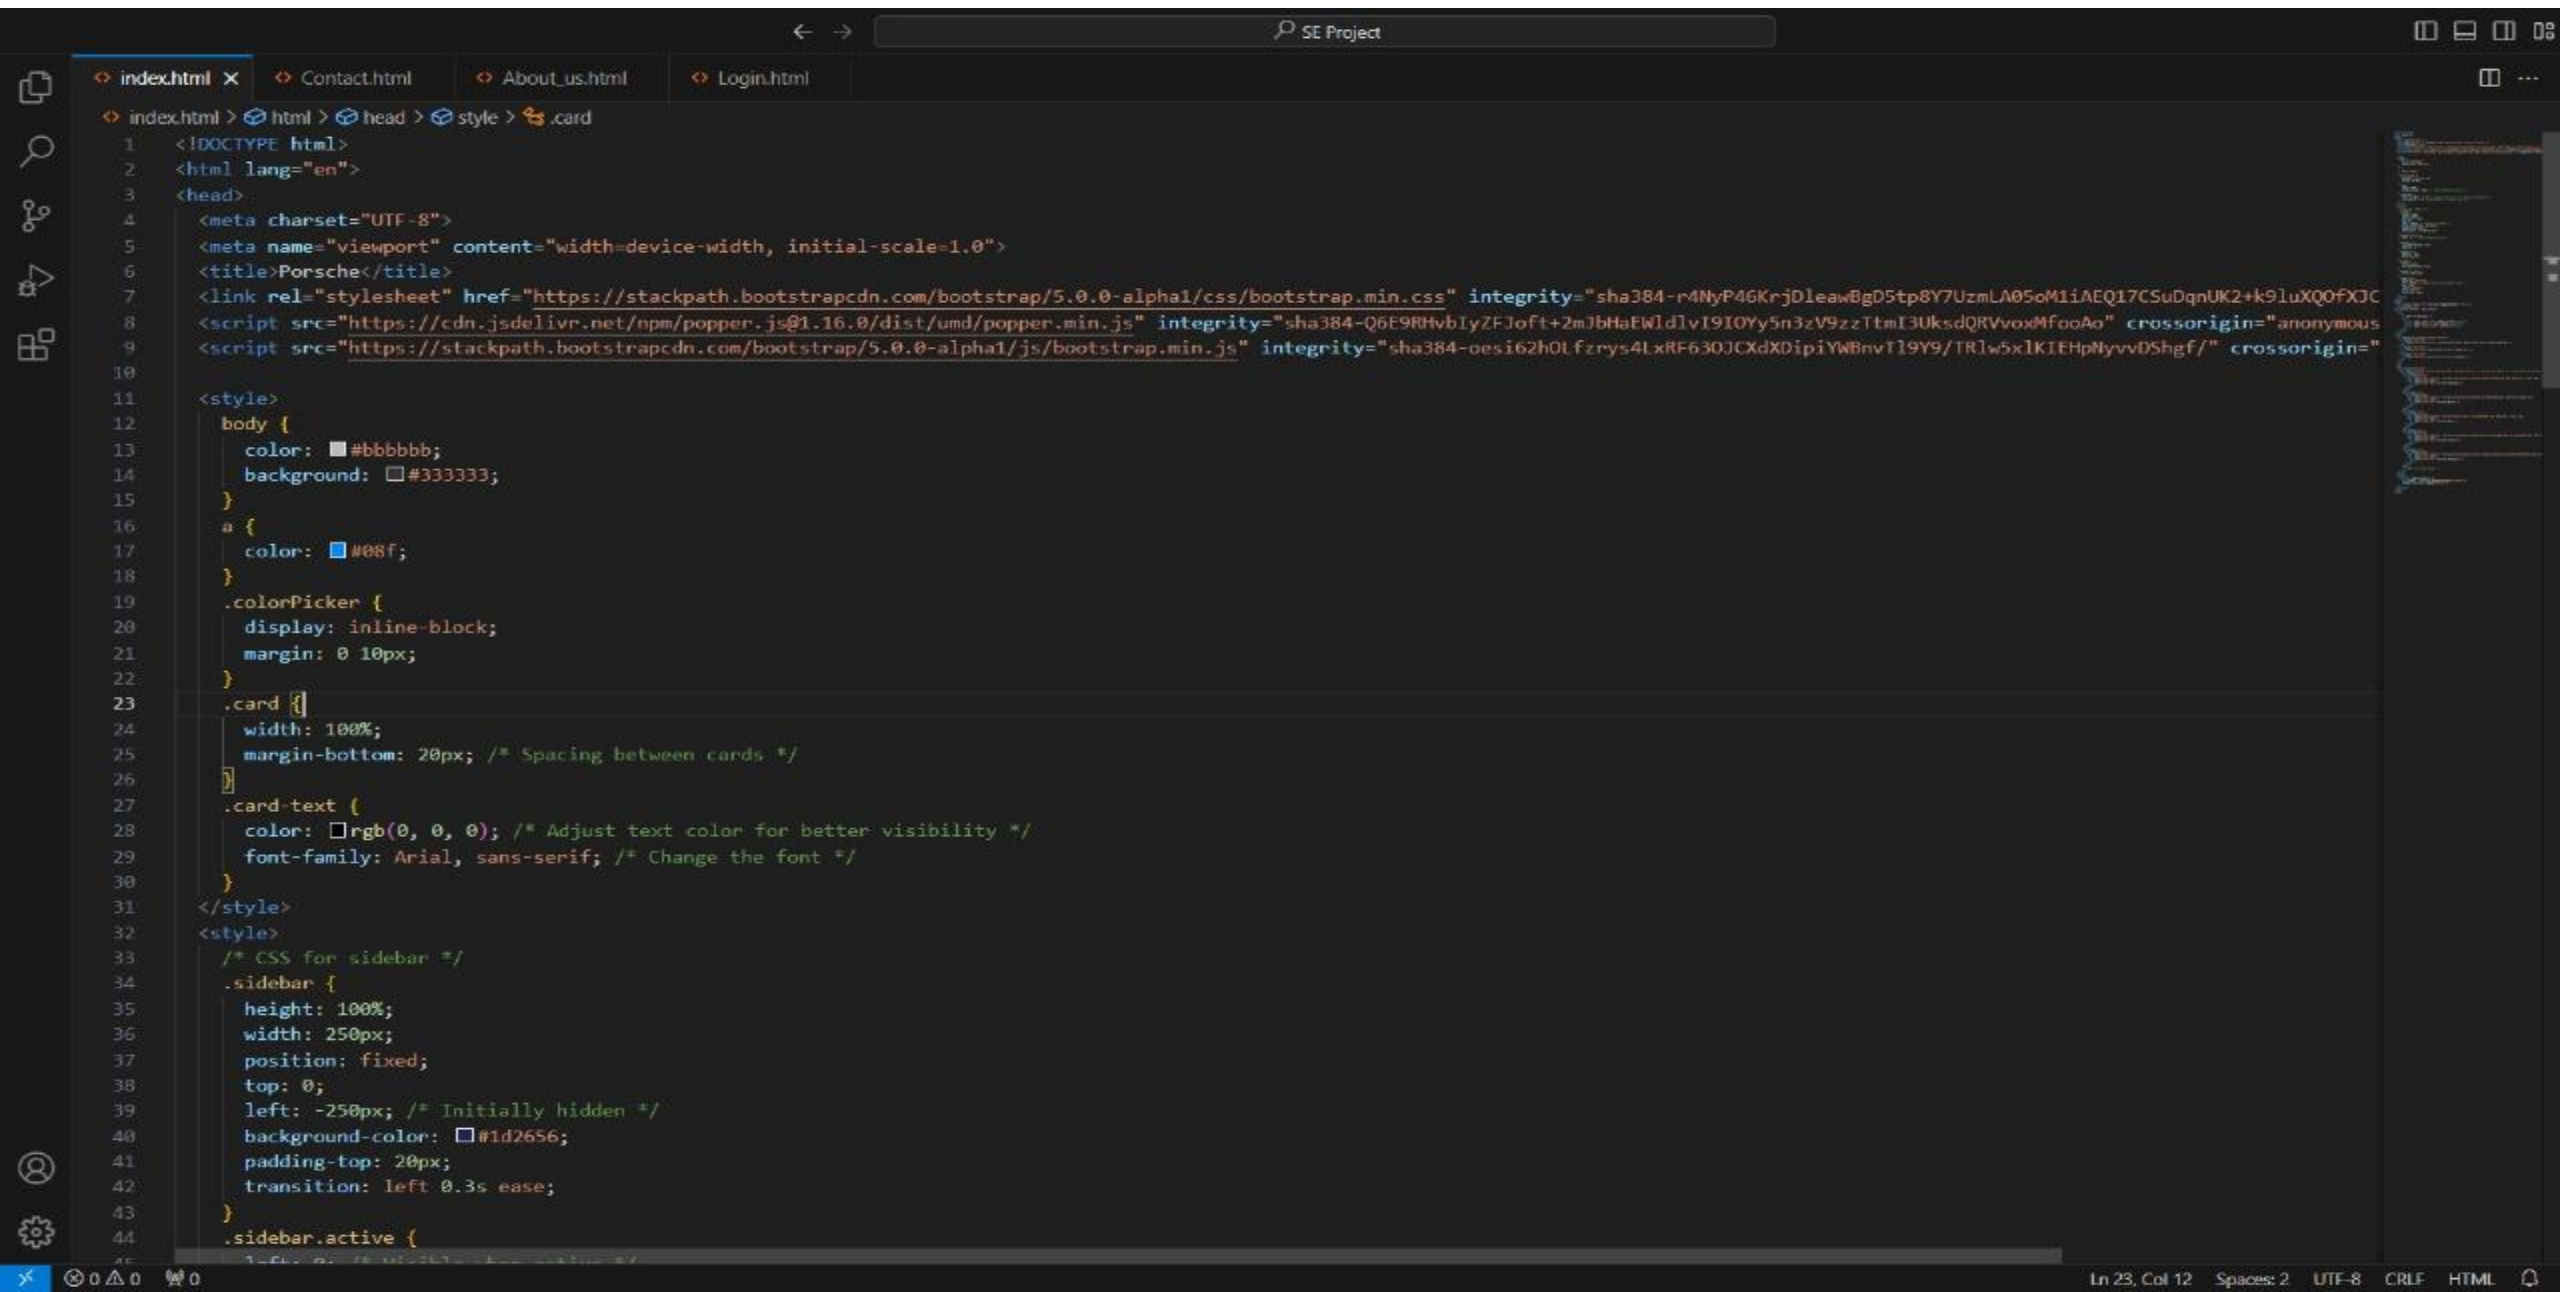 SE Project
index.html Contact.html About_us.html Login.html
index.html > html > head > style > .card
1 <!DOCTYPE html>
2 <html lang="en">
3 <head>
4 <meta charset="UTF-8">
5 <meta name="viewport" content="width=device-width, initial-scale=1.0">
6 <title>Porsche</title>
7 <link rel="stylesheet" href="https://stackpath.bootstrapcdn.com/bootstrap/5.0.0-alpha1/css/bootstrap.min.css" integrity="sha384-r4NyP46KrjDleawBgD5tp8Y7UzmLA05oM1iAEQ17CSuDqnUK2+k9luXQOfXJC
8 <script src="https://cdn.jsdelivr.net/npm/popper.js@1.16.0/dist/umd/popper.min.js" integrity="sha384-Q6E9RHvbIyZFJoft+2mJbHaEWldlvI9IOYy5n3zV9zzTtmI3UksdQRVvoxMfooAo" crossorigin="anonymous
9 <script src="https://stackpath.bootstrapcdn.com/bootstrap/5.0.0-alpha1/js/bootstrap.min.js" integrity="sha384-oesi62hOLfzrys4LxRF63OJCXdXDipiYWBnvTl9Y9/TRlw5xlKIEHpNyvvDShgf/" crossorigin="
10
11 <style>
12 body {
13 color: #bbbbbb;
14 background: #333333;
15 }
16 a {
17 color: #08f;
18 }
19 .colorPicker {
20 display: inline-block;
21 margin: 0 10px;
22 }
23 .card {
24 width: 100%;
25 margin-bottom: 20px; /* Spacing between cards */
26 }
27 .card-text {
28 color: rgb(0, 0, 0); /* Adjust text color for better visibility */
29 font-family: Arial, sans-serif; /* Change the font */
30 }
31 </style>
32 <style>
33 /* CSS for sidebar */
34 .sidebar {
35 height: 100%;
36 width: 250px;
37 position: fixed;
38 top: 0;
39 left: -250px; /* Initially hidden */
40 background-color: #1d2656;
41 padding-top: 20px;
42 transition: left 0.3s ease;
43 }
44 .sidebar.active {
0 0 0 Ln 23, Col 12 Spaces: 2 UTF-8 CRLF HTML